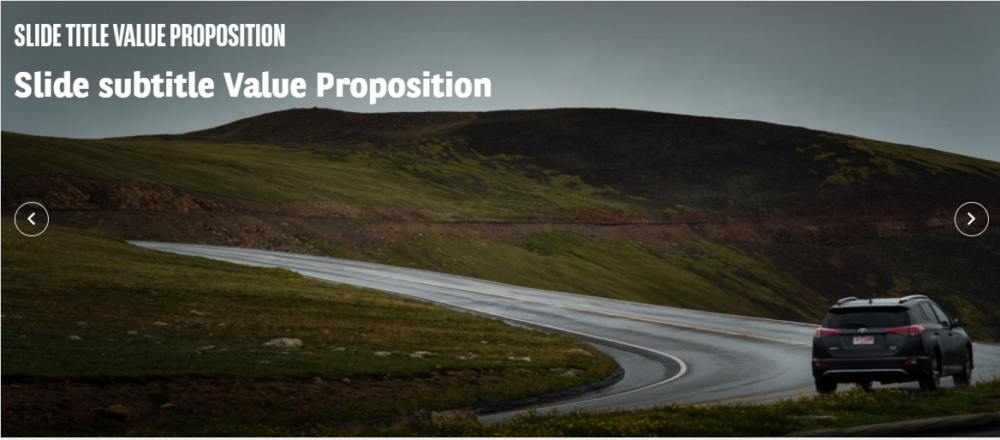 SLIDE TITLE VALUE PROPOSITION
Slide subtitle Value Proposition